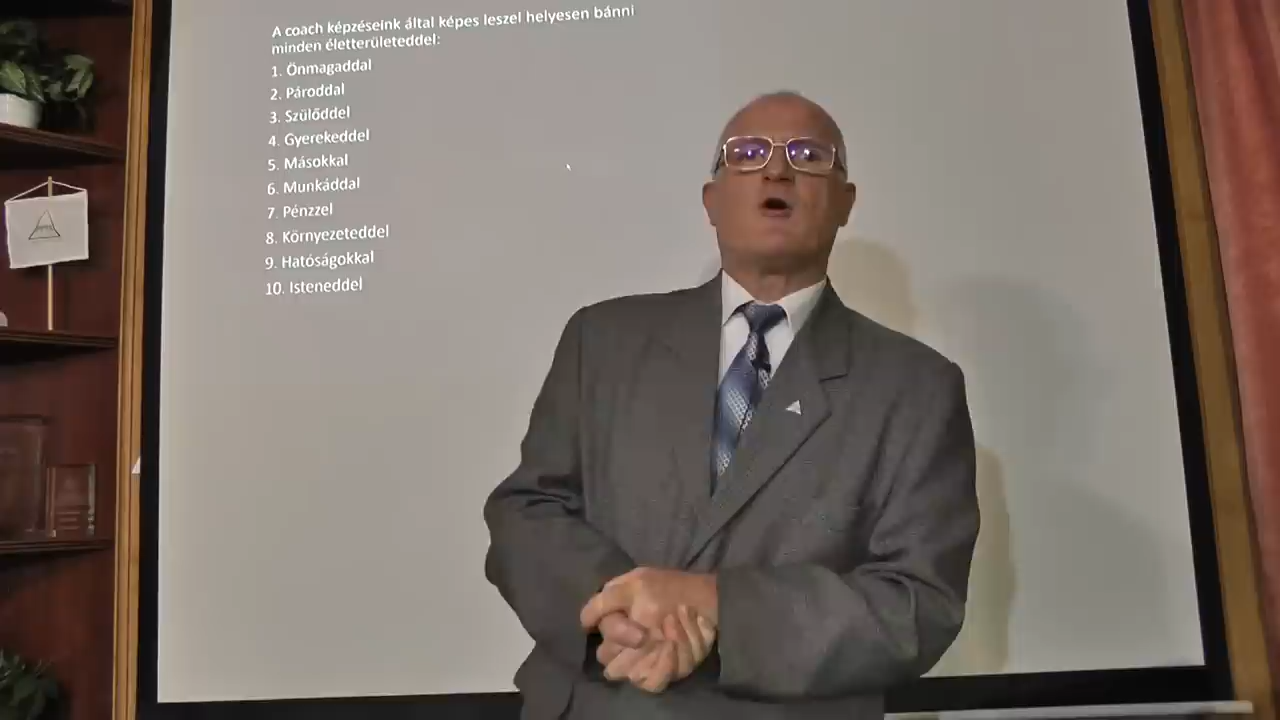 A coach képzéseink által képes leszel helyesen bánni
minden életterületeddel:
1. Önmagaddal
2. Pároddal
3. Szülőddel
4. Gyerekeddel
5. Másokkal
6. Munkáddal
7. Pénzzel
8. Környezeteddel
9. Hatóságokkal
10. Isteneddel